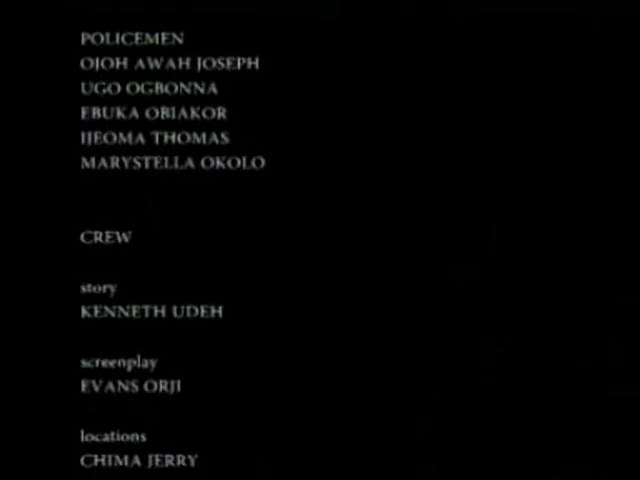 POLICEMEN
OJOH AWAH JOSEPH
UGO OGBONNA
EBUKA OBIAKOR
IJEOMA THOMAS
MARYSTELLA OKOLO
CREW
story
KENNETH UDEH
screenplay
EVANS ORJI
locations
CHIMA JERRY